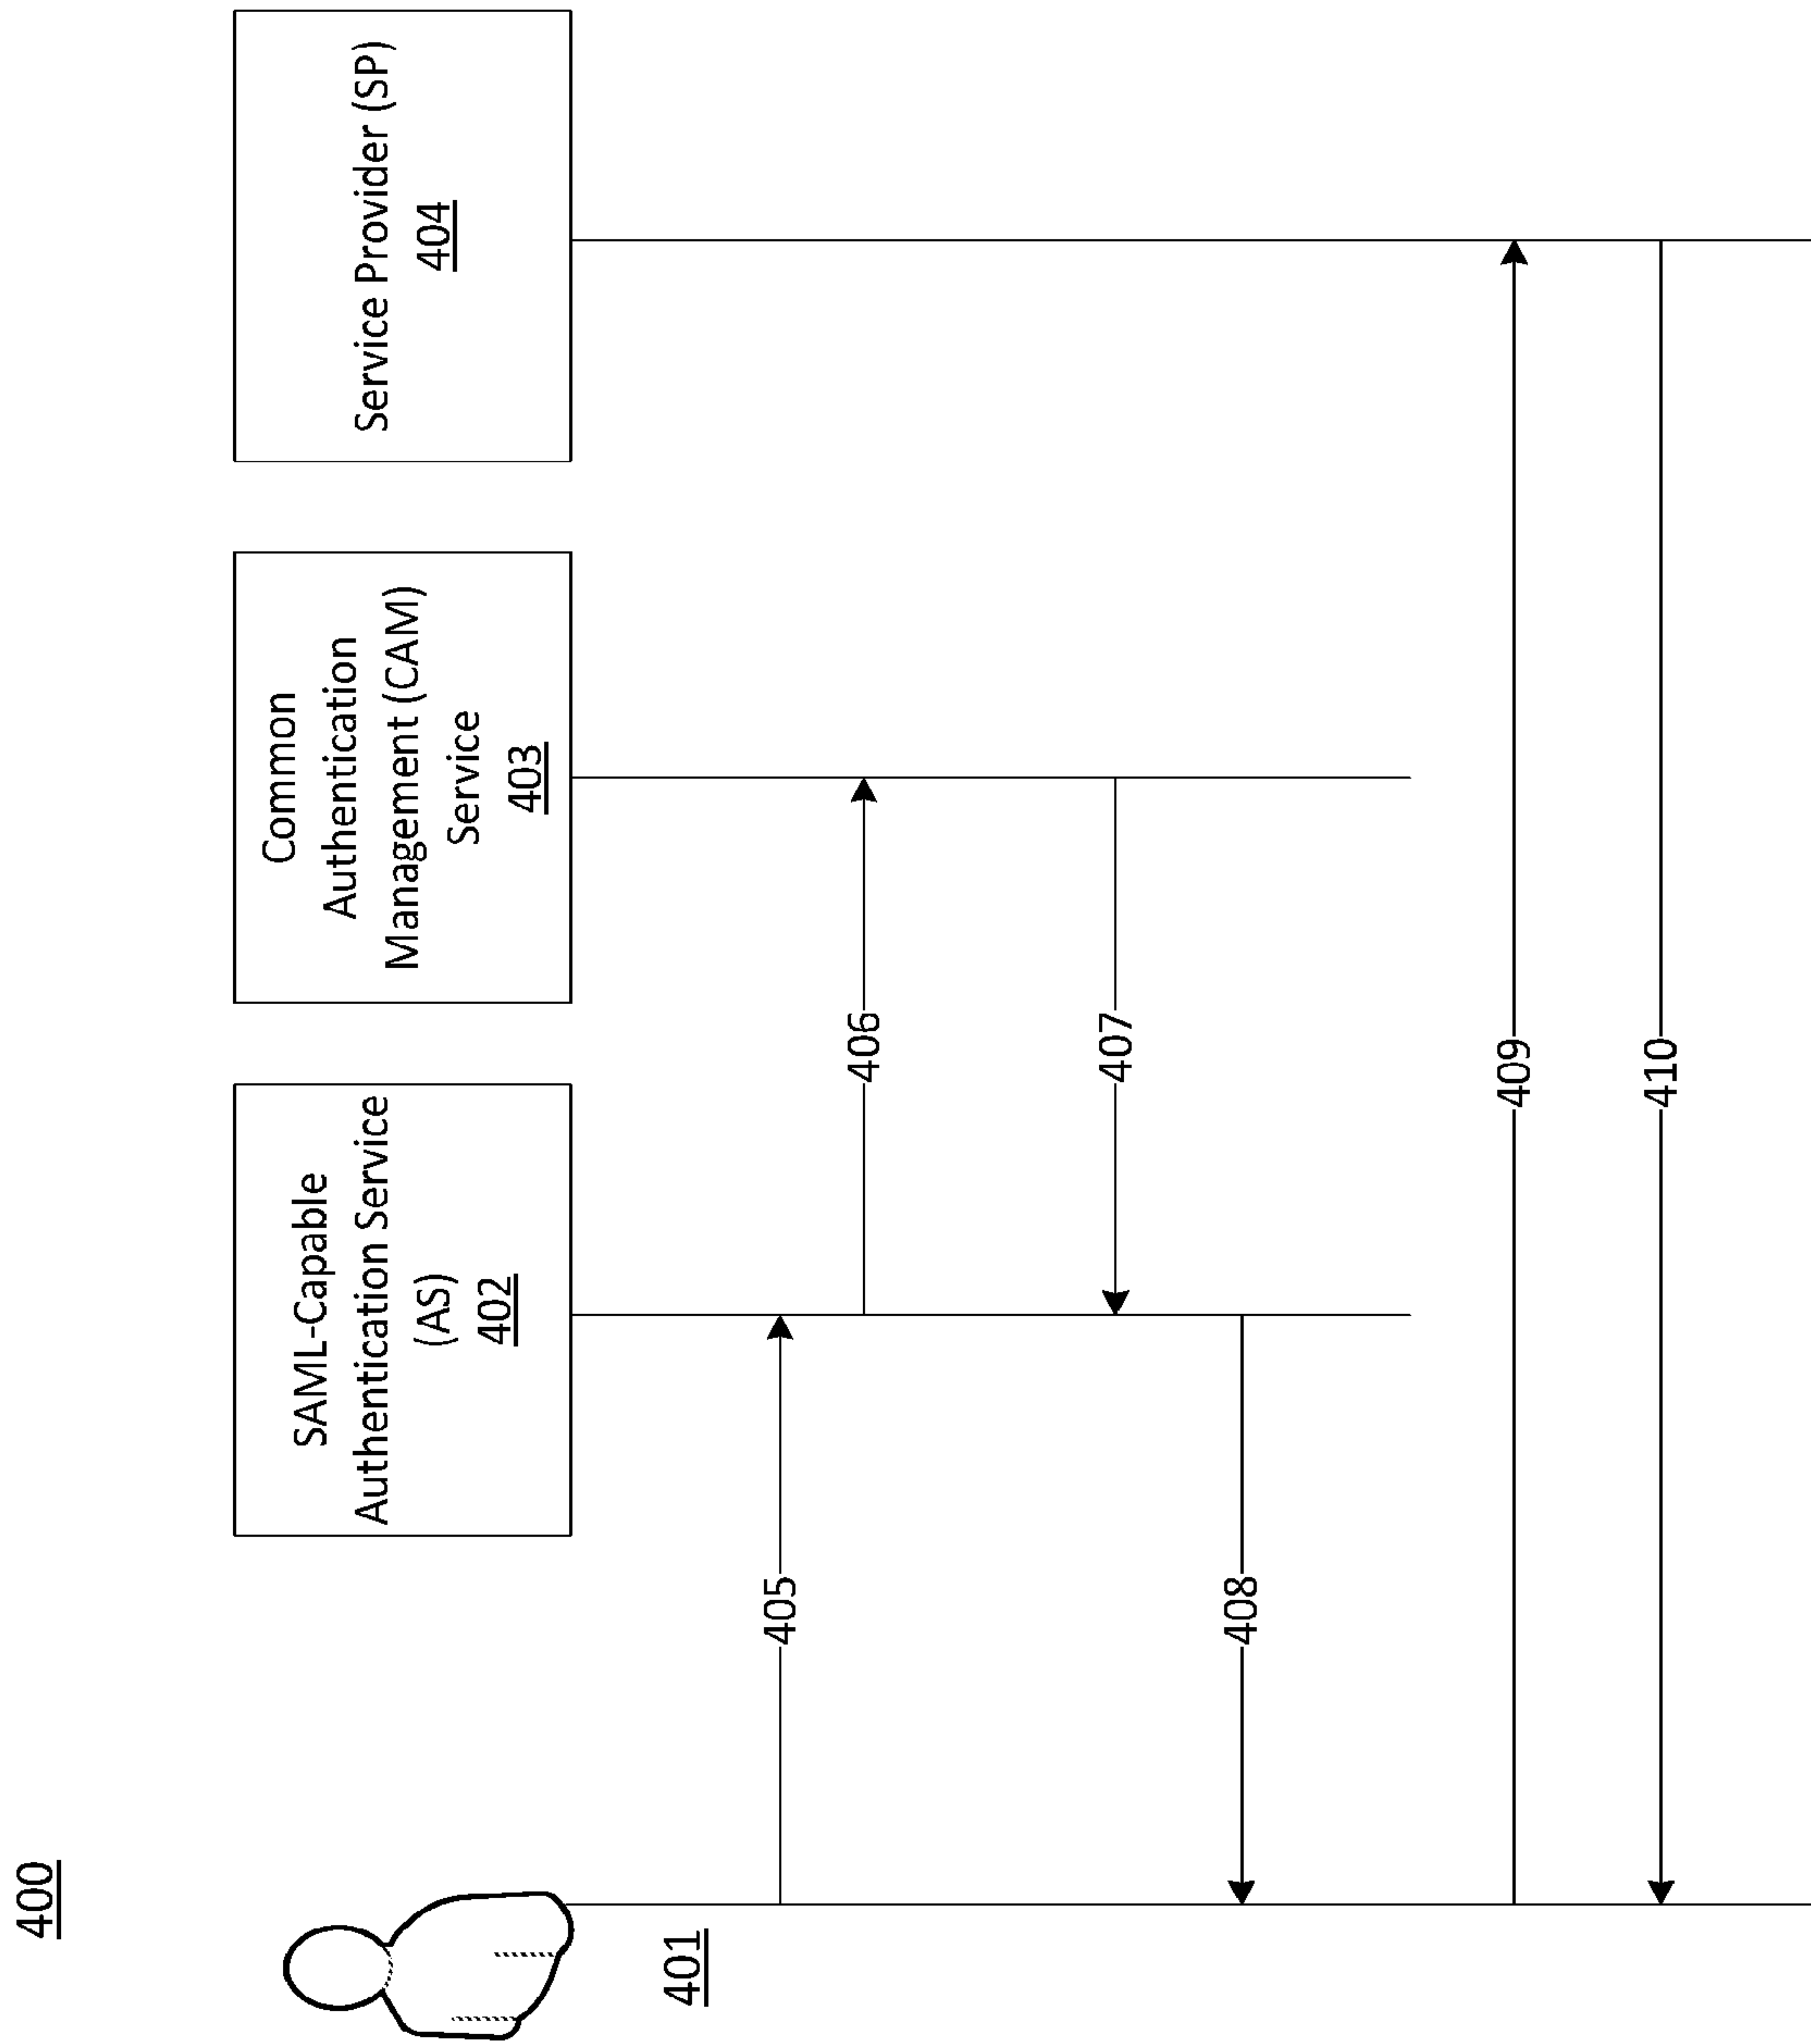 400
401
SAML-Capable
Authentication Service
(AS)
402
Common
Authentication
Management (CAM)
Service
403
Service Provider (SP)
404
405
406
407
408
409
410